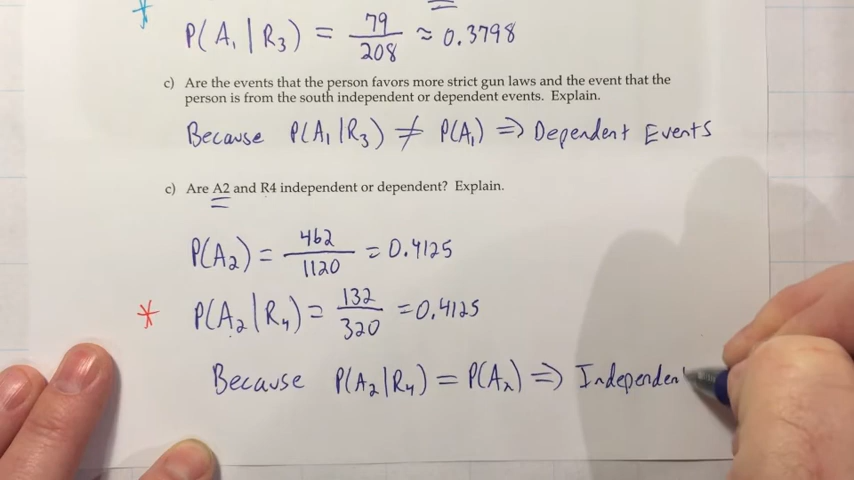 * P(A₁|R₃) = 79/208 ≈ 0.3798
c) Are the events that the person favors more strict gun laws and the event that the
person is from the south independent or dependent events. Explain.
Because P(A₁|R₃) ≠ P(A₁) ⇒ Dependent Events
c) Are A2 and R4 independent or dependent? Explain.
P(A₂) = 462/1120 = 0.4125
* P(A₂|R₄) = 132/320 = 0.4125
Because P(A₂|R₄) = P(A₂) ⇒ Independen